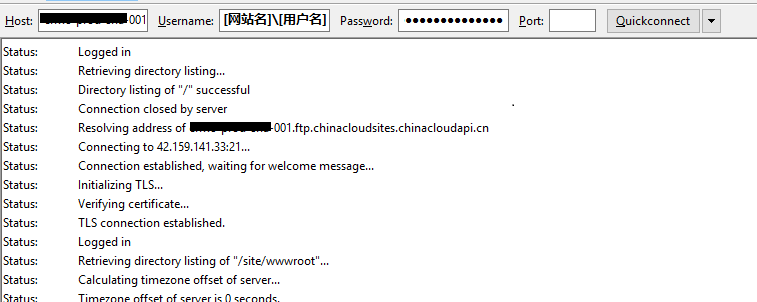 Host: 001 Username: [网站名]\[用户名] Password: ●●●●●●●●●●●●●● Port: Quickconnect
Status: Logged in
Status: Retrieving directory listing...
Status: Directory listing of "/" successful
Status: Connection closed by server
Status: Resolving address of -001.ftp.chinacloudsites.chinacloudapi.cn
Status: Connecting to 42.159.141.33:21...
Status: Connection established, waiting for welcome message...
Status: Initializing TLS...
Status: Verifying certificate...
Status: TLS connection established.
Status: Logged in
Status: Retrieving directory listing of "/site/wwwroot"...
Status: Calculating timezone offset of server...
Status: Timezone offset of server is 0 seconds.